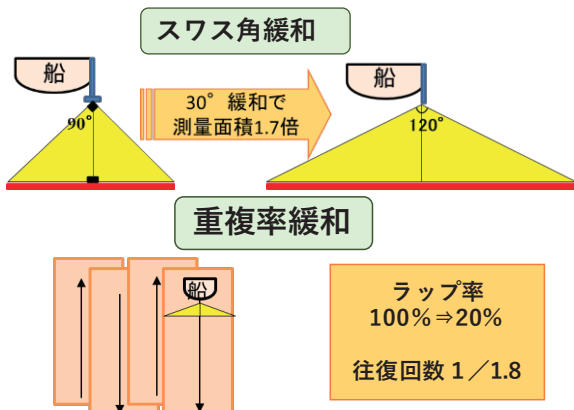 スワス角緩和
船
90°
30°緩和で
測量面積1.7倍
船
120°
重複率緩和
船
ラップ率
100%⇒20%
往復回数 1／1.8